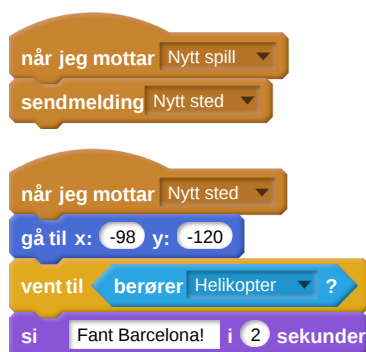 når jeg mottar Nytt spill
sendmelding Nytt sted
når jeg mottar Nytt sted
gå til x: -98 y: -120
vent til berører Helikopter ?
si Fant Barcelona! i 2 sekunder